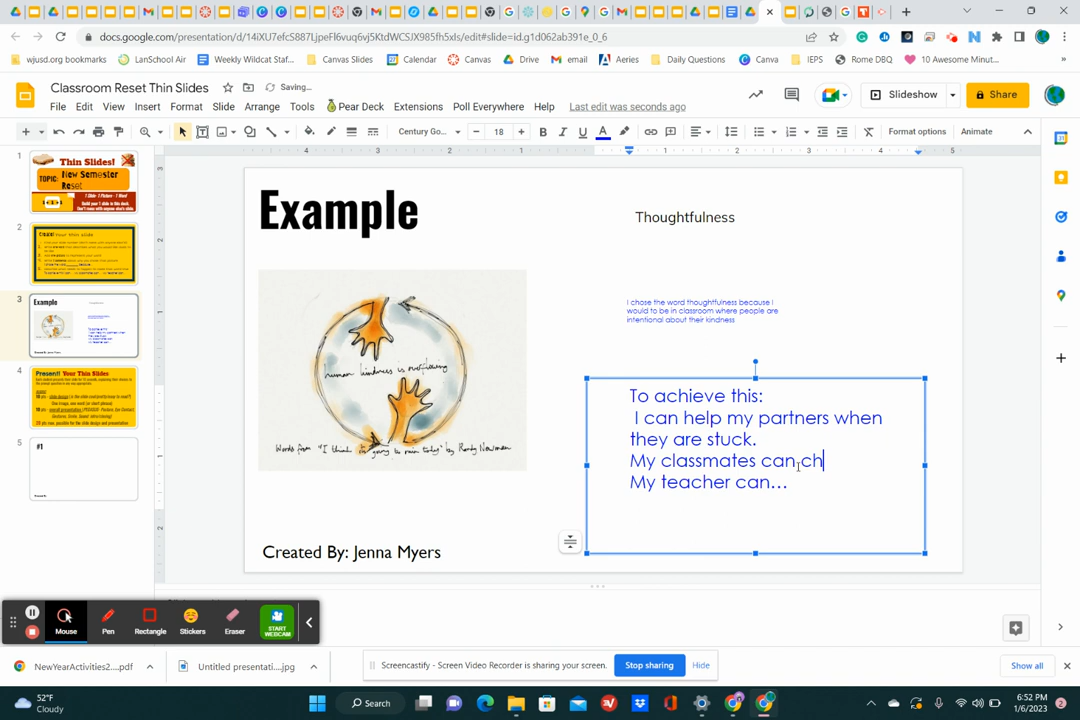 docs.google.com/presentation/d/14iXU7efcS887LjpeFl6vuq6vj5KtdWCSJX985fh5xls/edit#slide=id.g1d062ab391e_0_6
wjusd.org bookmarks LanSchool Air Weekly Wildcat Staf... Canvas Slides Calendar Canvas Drive email Aeries Daily Questions Canva IEPS Rome DBQ 10 Awesome Minut...
Classroom Reset Thin Slides Saving...
File Edit View Insert Format Slide Arrange Tools Pear Deck Extensions Poll Everywhere Help Last edit was seconds ago
Slideshow Share
Century Go... 18 Format options Animate
1
Thin Slides!
TOPIC: New Semester
Reset
2
3
Example
4
5
#1
Example
Thoughtfulness
I chose the word thoughtfulness because I
would to be in classroom where people are
intentional about their kindness
human kindness is overflowing
Words from "I think it's going to rain today" by Randy Newman
To achieve this:
I can help my partners when
they are stuck.
My classmates can ch
My teacher can...
Created By: Jenna Myers
Mouse Pen Rectangle Stickers Eraser START
WEBCAM
NewYearActivities2....pdf Untitled presentati....jpg Screencastify - Screen Video Recorder is sharing your screen. Stop sharing Hide Show all
52°F
Cloudy
Search
6:52 PM
1/6/2023